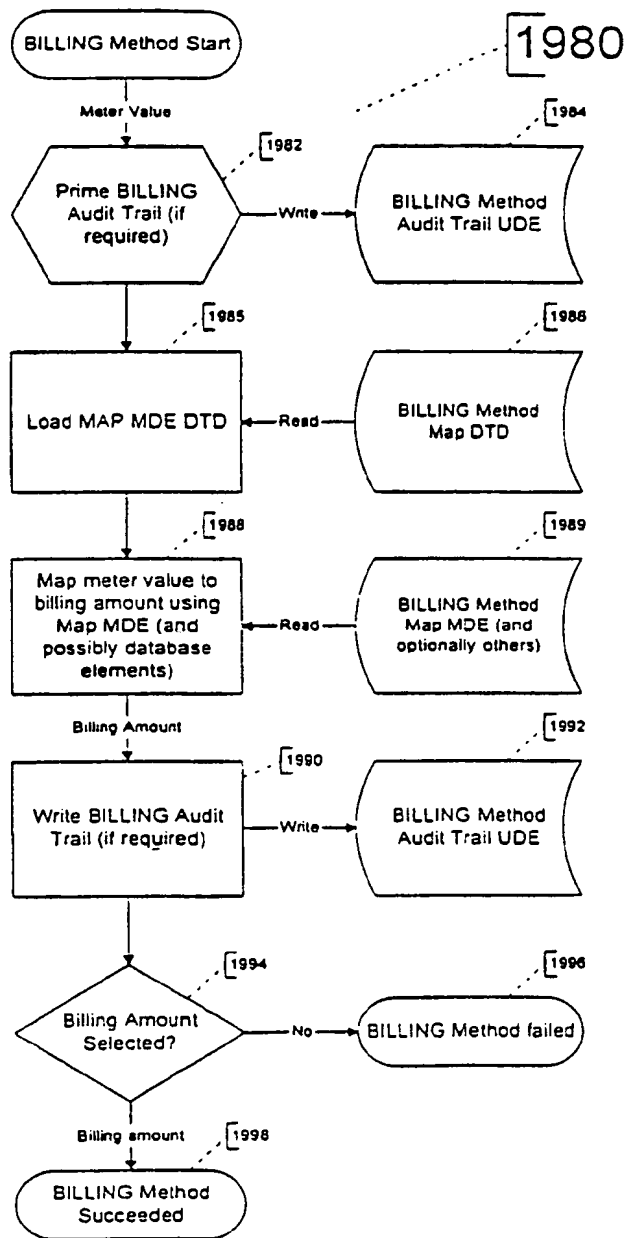 BILLING Method Start
1980
Meter Value
1982
1984
Prime BILLING
Audit Trail (if
required)
Write
BILLING Method
Audit Trail UDE
1985
1986
Load MAP MDE DTD
Read
BILLING Method
Map DTD
1988
1989
Map meter value to
billing amount using
Map MDE (and
possibly database
elements)
Read
BILLING Method
Map MDE (and
optionally others)
Billing Amount
1990
1992
Write BILLING Audit
Trail (if required)
Write
BILLING Method
Audit Trail UDE
1994
1996
Billing Amount
Selected?
No
BILLING Method failed
Billing amount
1998
BILLING Method
Succeeded